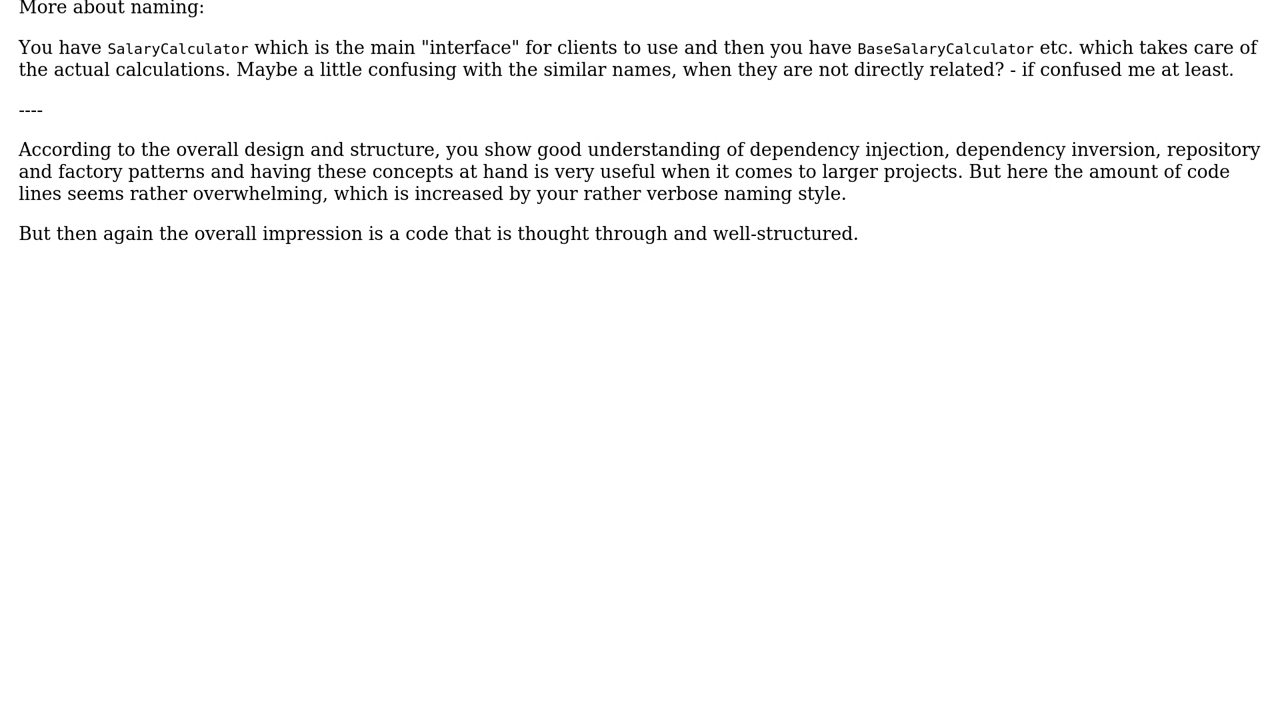 More about naming:
You have SalaryCalculator which is the main "interface" for clients to use and then you have BaseSalaryCalculator etc. which takes care of
the actual calculations. Maybe a little confusing with the similar names, when they are not directly related? - if confused me at least.
----
According to the overall design and structure, you show good understanding of dependency injection, dependency inversion, repository
and factory patterns and having these concepts at hand is very useful when it comes to larger projects. But here the amount of code
lines seems rather overwhelming, which is increased by your rather verbose naming style.
But then again the overall impression is a code that is thought through and well-structured.